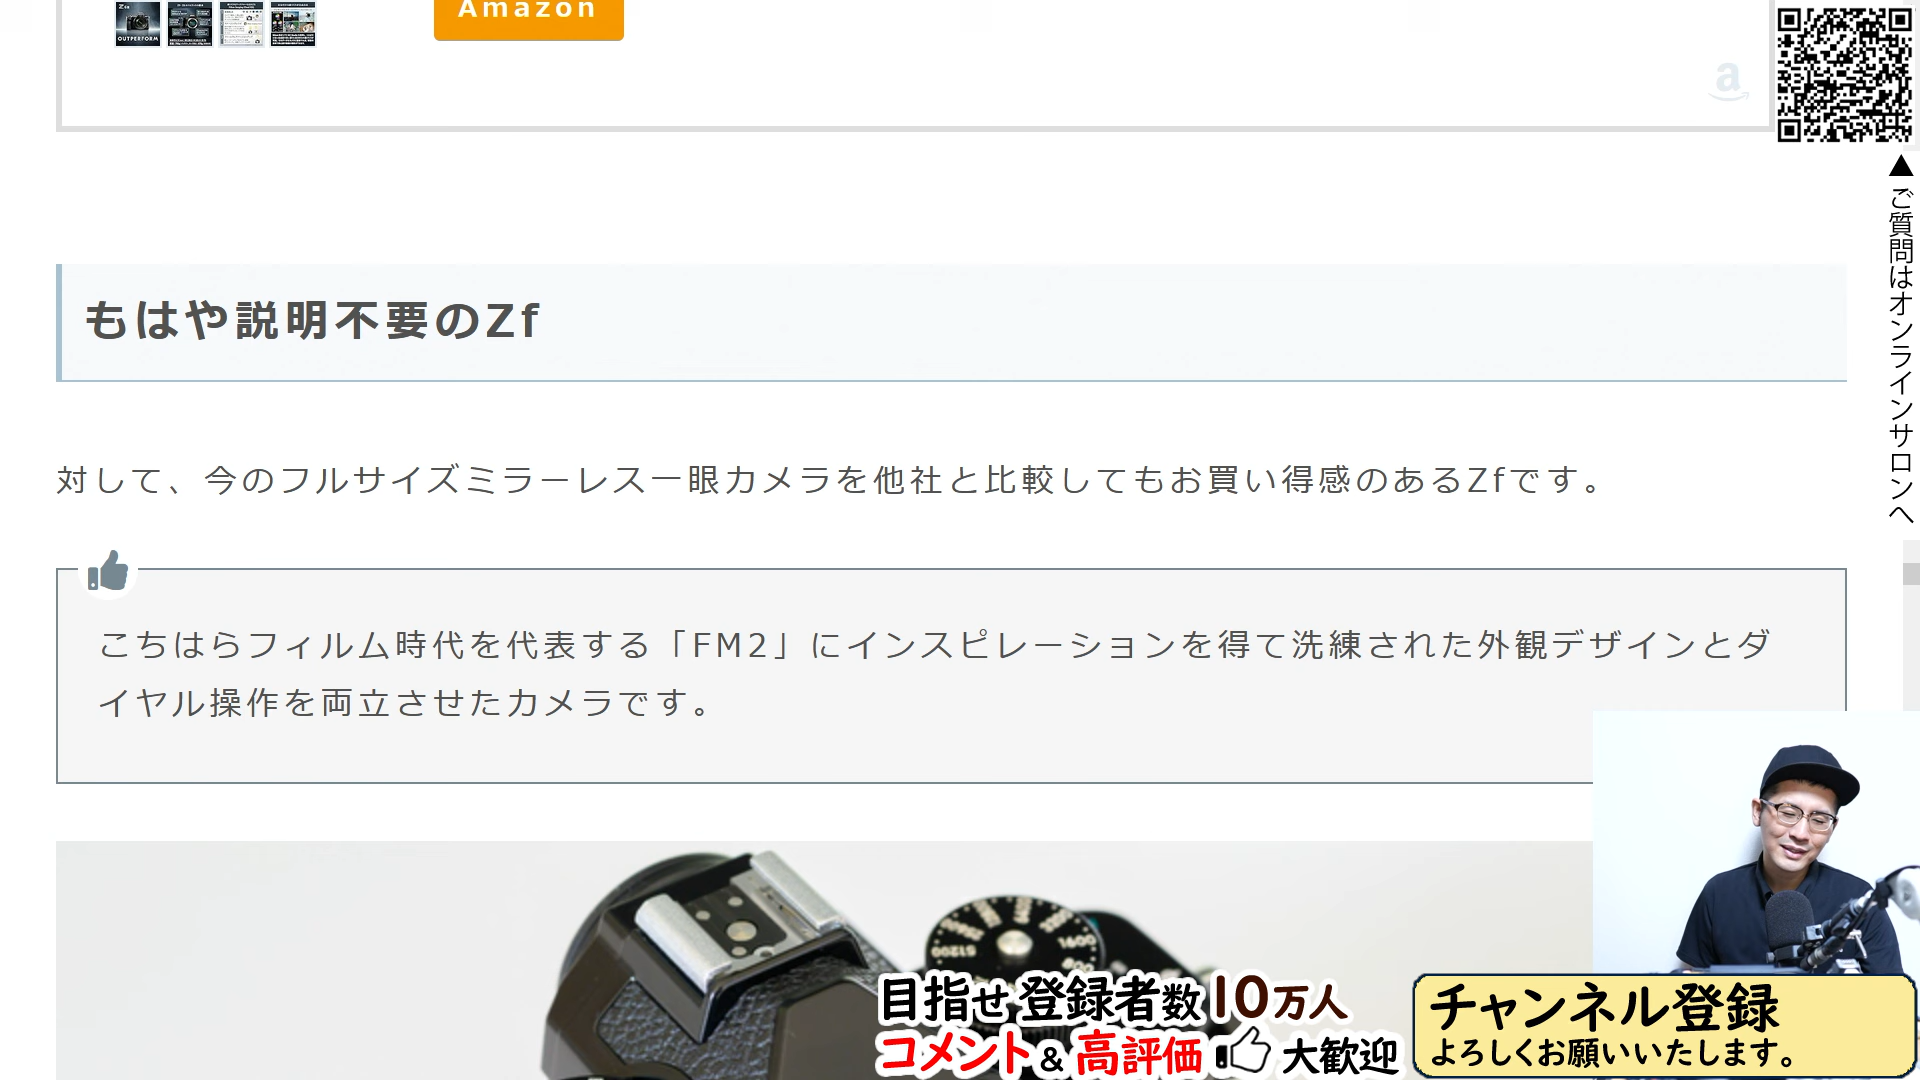 Amazon
OUTPERFORM
a
▲ご質問はオンラインサロンへ
もはや説明不要のZf
対して、今のフルサイズミラーレス一眼カメラを他社と比較してもお買い得感のあるZfです。
こちはらフィルム時代を代表する「FM2」にインスピレーションを得て洗練された外観デザインとダ
イヤル操作を両立させたカメラです。
51200
1600
800
目指せ登録者数10万人
コメント&高評価 大歓迎
チャンネル登録
よろしくお願いいたします。